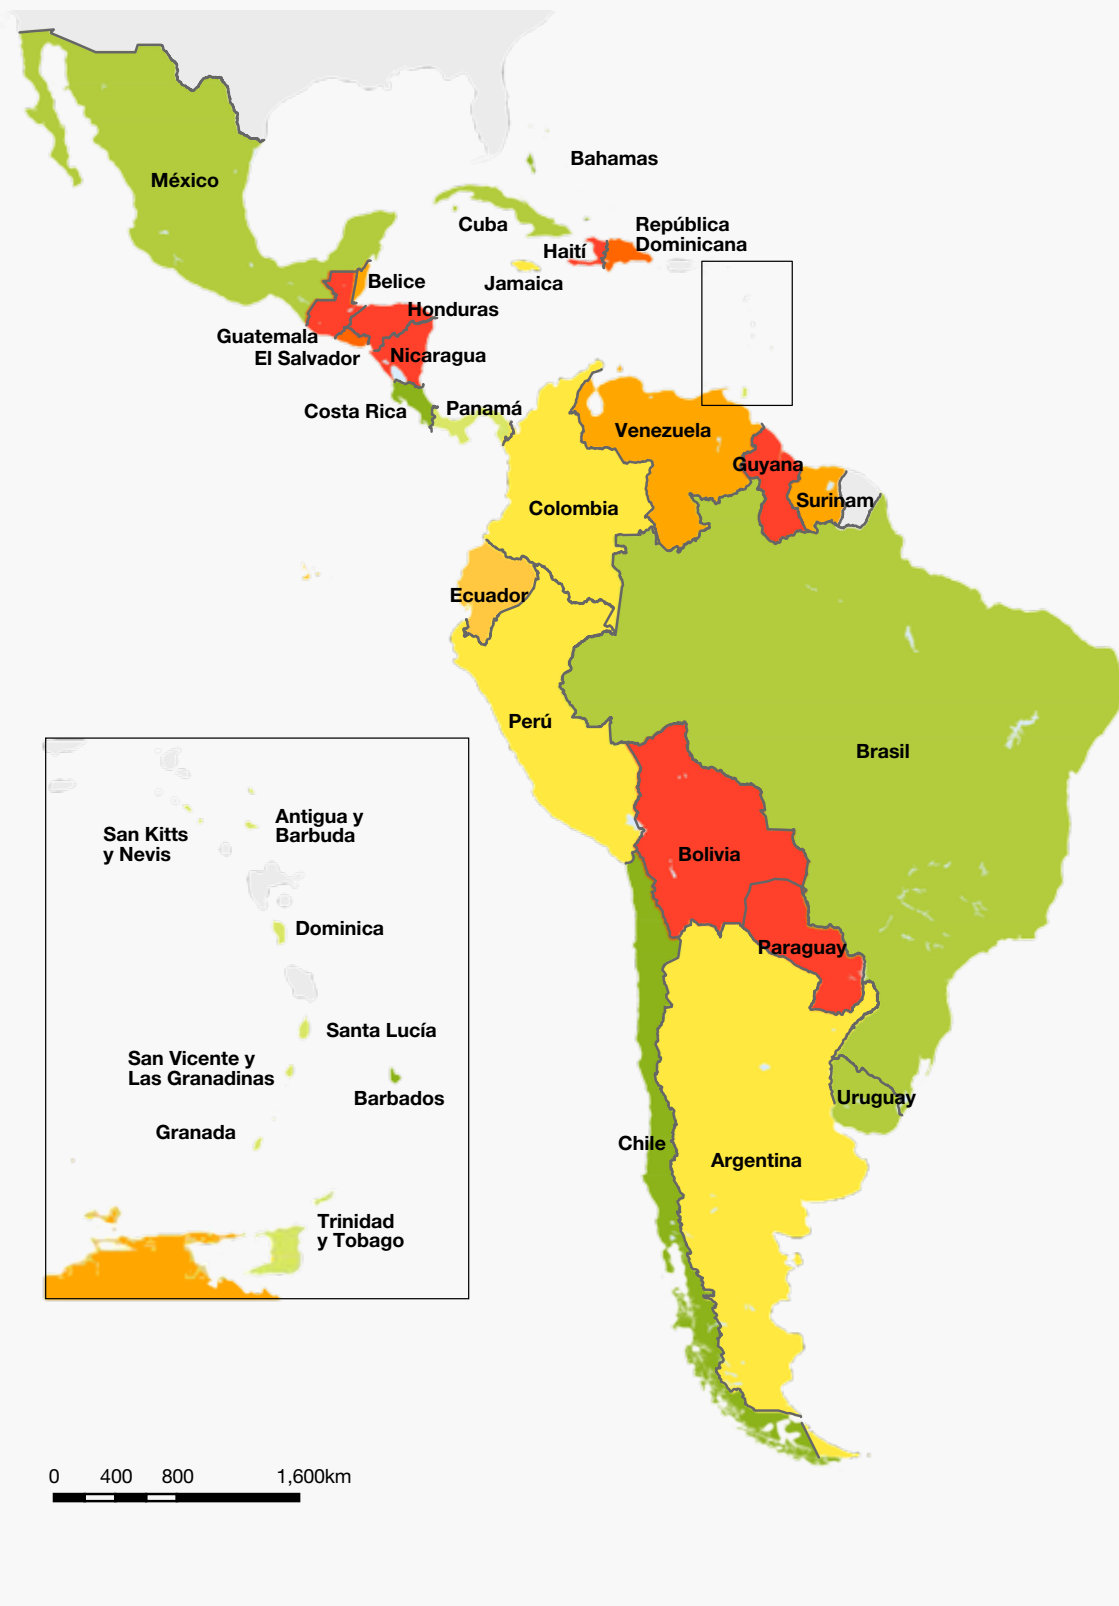 Bahamas
México
Cuba
República
Dominicana
Haití
Jamaica
Belice
Honduras
Guatemala
El Salvador
Nicaragua
Costa Rica
Panamá
Venezuela
Guyana
Surinam
Colombia
Ecuador
Perú
Brasil
Bolivia
Paraguay
Uruguay
Chile
Argentina
Antigua y
Barbuda
San Kitts
y Nevis
Dominica
Santa Lucía
San Vicente y
Las Granadinas
Barbados
Granada
Trinidad
y Tobago
0 400 800 1,600km